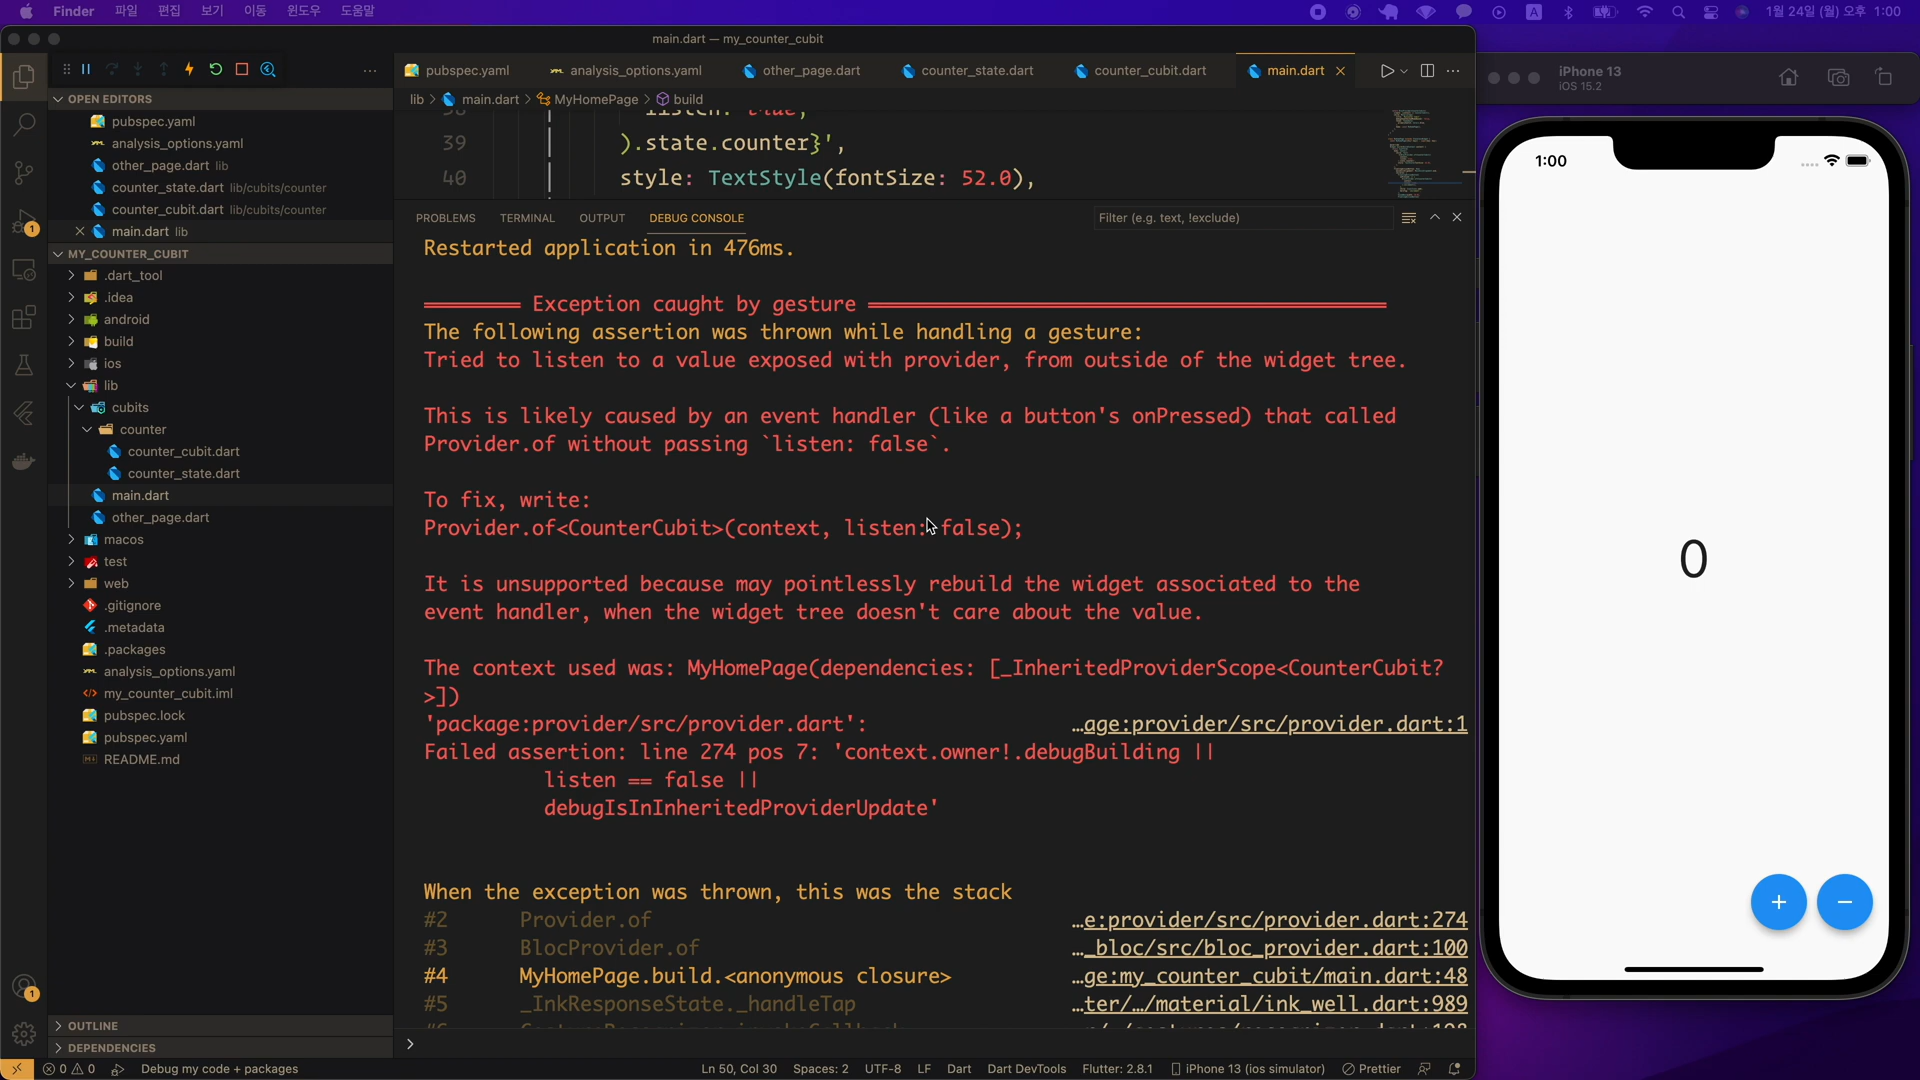 Finder 파일 편집 보기 이동 윈도우 도움말
A 1월 24일 (월) 오후 1:00
main.dart — my_counter_cubit
pubspec.yaml analysis_options.yaml other_page.dart counter_state.dart counter_cubit.dart main.dart
OPEN EDITORS
pubspec.yaml
analysis_options.yaml
other_page.dart lib
counter_state.dart lib/cubits/counter
counter_cubit.dart lib/cubits/counter
main.dart lib
MY_COUNTER_CUBIT
.dart_tool
.idea
android
build
ios
lib
cubits
counter
counter_cubit.dart
counter_state.dart
main.dart
other_page.dart
macos
test
web
.gitignore
.metadata
.packages
analysis_options.yaml
my_counter_cubit.iml
pubspec.lock
pubspec.yaml
README.md
OUTLINE
DEPENDENCIES
1
1
lib > main.dart > MyHomePage > build
38 listen: true,
39 ).state.counter}',
40 style: TextStyle(fontSize: 52.0),
PROBLEMS TERMINAL OUTPUT DEBUG CONSOLE Filter (e.g. text, !exclude)
Restarted application in 476ms.
════════ Exception caught by gesture ═══════════════════════════════════════════
The following assertion was thrown while handling a gesture:
Tried to listen to a value exposed with provider, from outside of the widget tree.
This is likely caused by an event handler (like a button's onPressed) that called
Provider.of without passing `listen: false`.
To fix, write:
Provider.of<CounterCubit>(context, listen: false);
It is unsupported because may pointlessly rebuild the widget associated to the
event handler, when the widget tree doesn't care about the value.
The context used was: MyHomePage(dependencies: [_InheritedProviderScope<CounterCubit?
>])
'package:provider/src/provider.dart': …age:provider/src/provider.dart:1
Failed assertion: line 274 pos 7: 'context.owner!.debugBuilding ||
listen == false ||
debugIsInInheritedProviderUpdate'
When the exception was thrown, this was the stack
#2 Provider.of …e:provider/src/provider.dart:274
#3 BlocProvider.of …_bloc/src/bloc_provider.dart:100
#4 MyHomePage.build.<anonymous closure> …ge:my_counter_cubit/main.dart:48
#5 _InkResponseState._handleTap …ter/…/material/ink_well.dart:989
0 0 Debug my code + packages Ln 50, Col 30 Spaces: 2 UTF-8 LF Dart Dart DevTools Flutter: 2.8.1 iPhone 13 (ios simulator) Prettier
iPhone 13
iOS 15.2
1:00
0
+ −